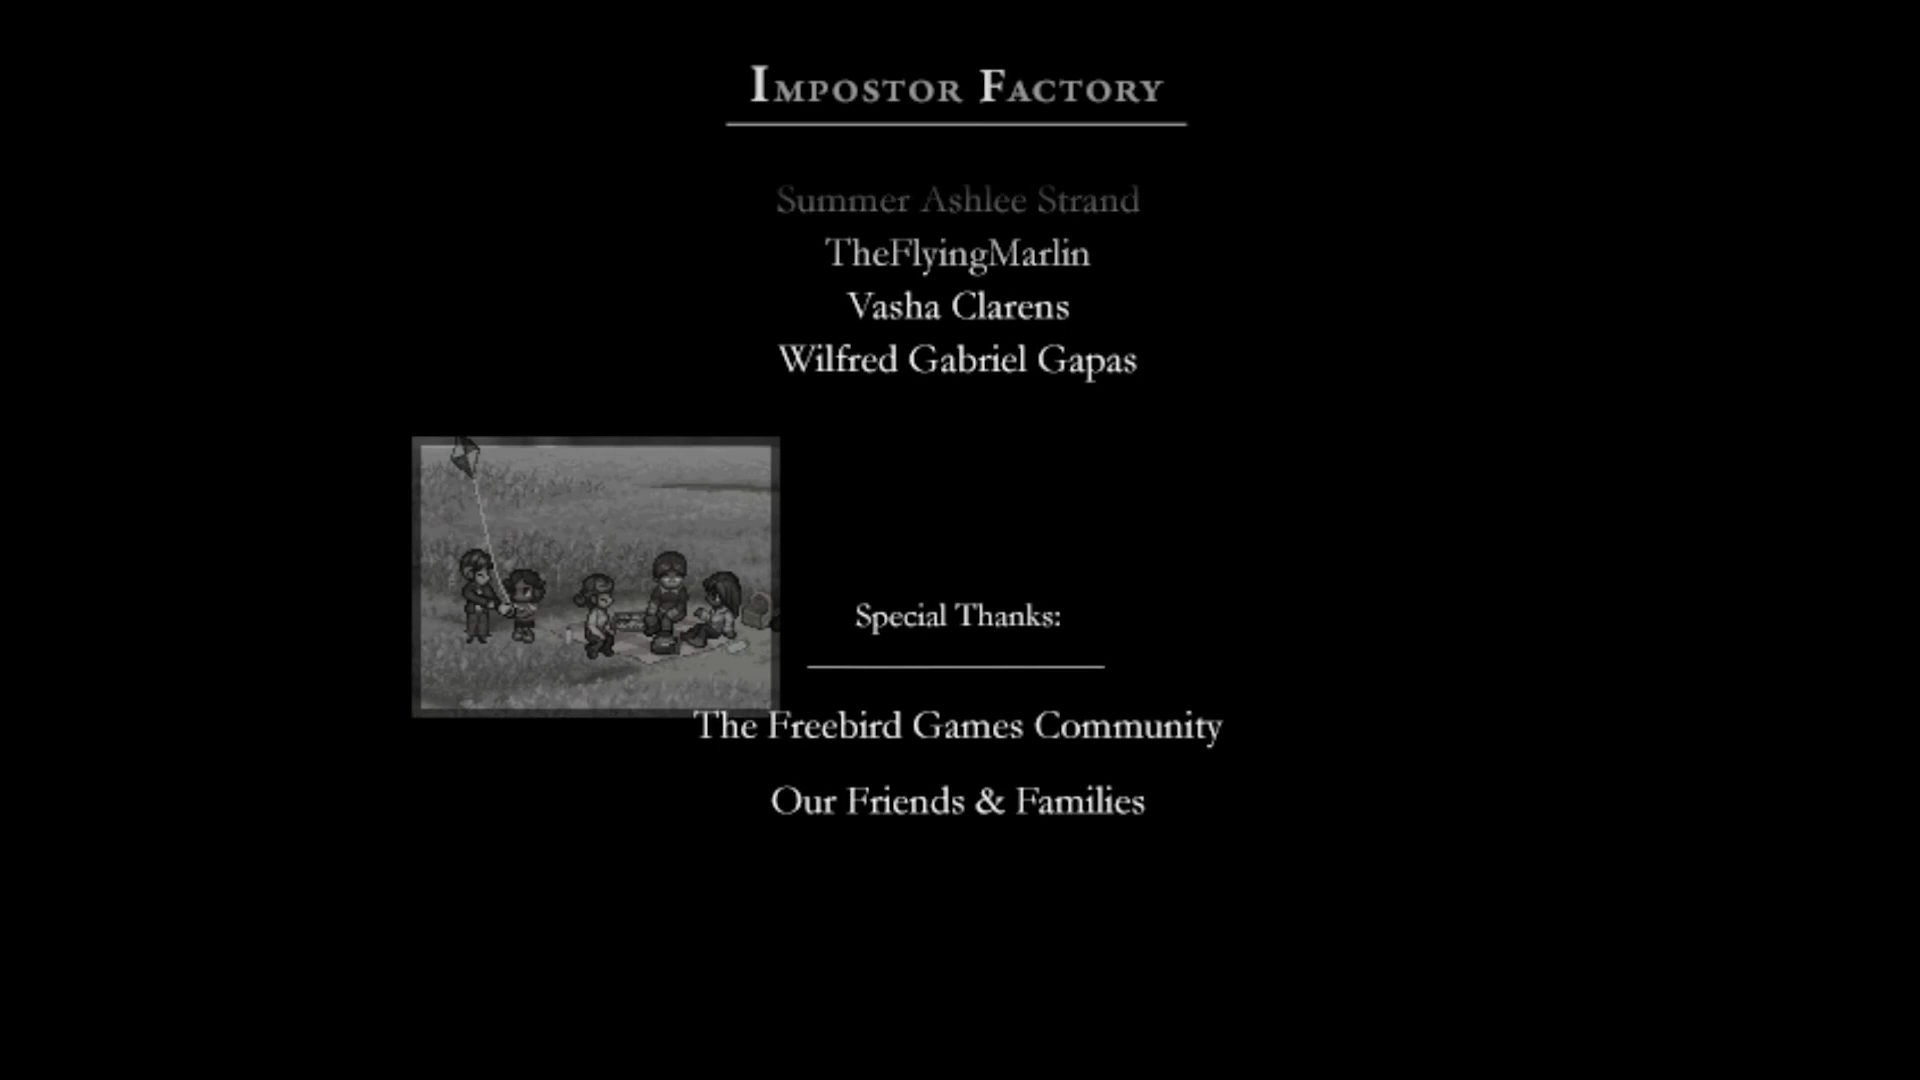 Impostor Factory
Summer Ashlee Strand
TheFlyingMarlin
Vasha Clarens
Wilfred Gabriel Gapas
Special Thanks:
The Freebird Games Community
Our Friends & Families